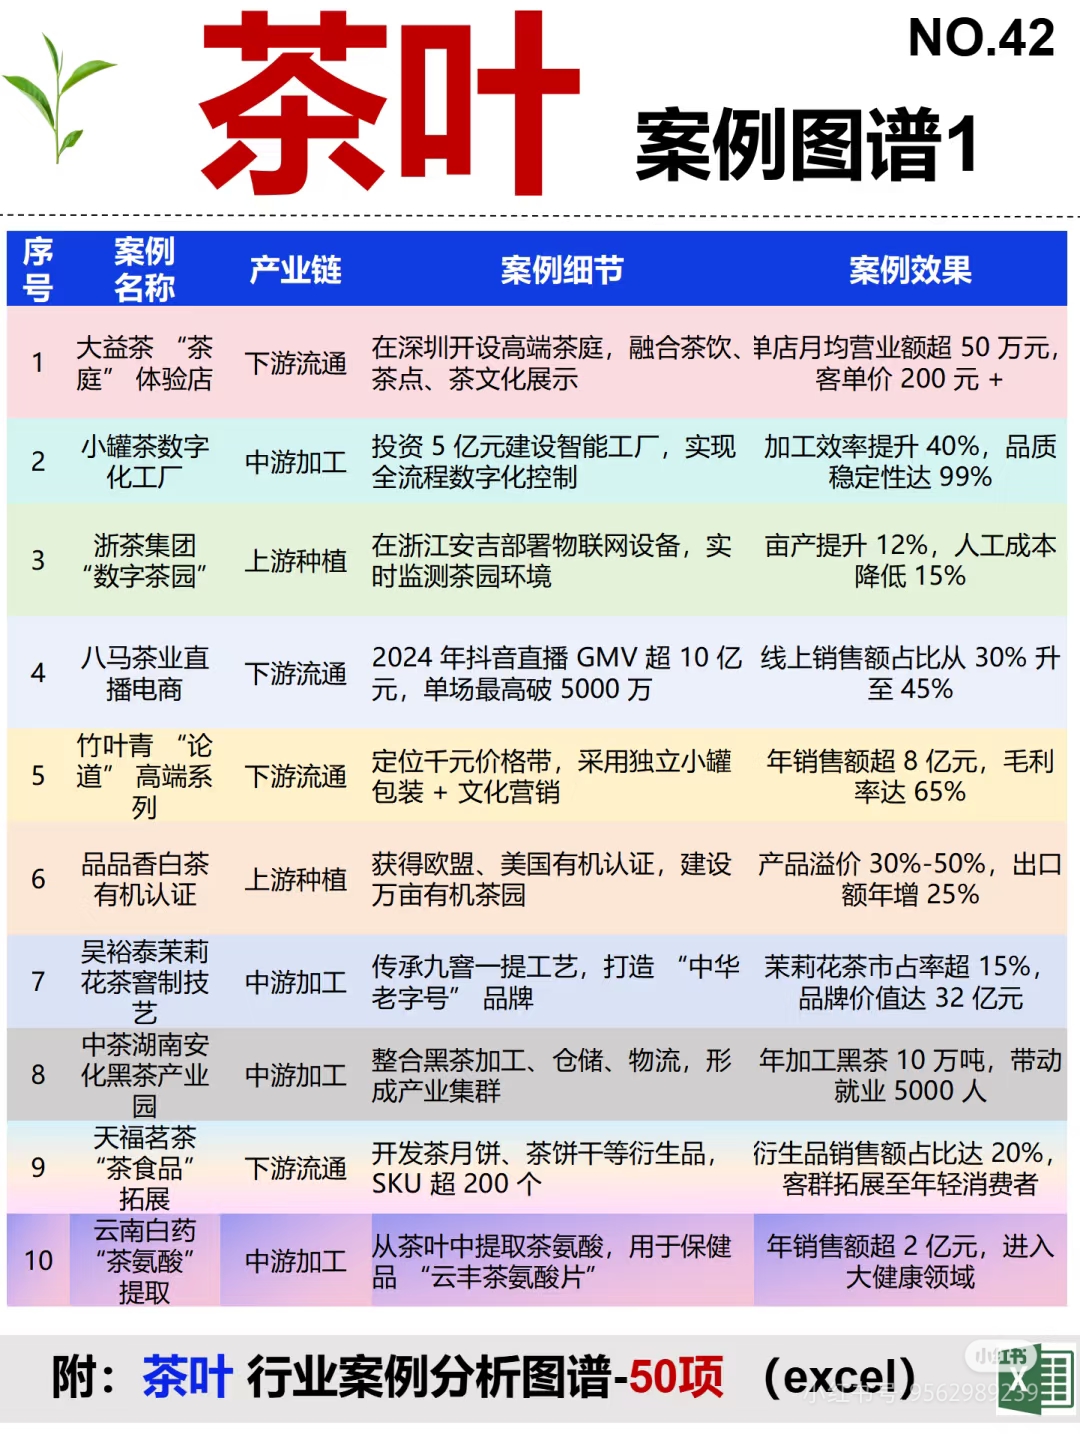 NO.42
茶叶
案例图谱1
序号 案例名称 产业链 案例细节 案例效果
1 大益茶 “茶庭” 体验店 下游流通 在深圳开设高端茶庭，融合茶饮、茶点、茶文化展示 单店月均营业额超 50 万元，客单价 200 元 +
2 小罐茶数字化工厂 中游加工 投资 5 亿元建设智能工厂，实现全流程数字化控制 加工效率提升 40%，品质稳定性达 99%
3 浙茶集团“数字茶园” 上游种植 在浙江安吉部署物联网设备，实时监测茶园环境 亩产提升 12%，人工成本降低 15%
4 八马茶业直播电商 下游流通 2024 年抖音直播 GMV 超 10 亿元，单场最高破 5000 万 线上销售额占比从 30% 升至 45%
5 竹叶青 “论道” 高端系列 下游流通 定位千元价格带，采用独立小罐包装 + 文化营销 年销售额超 8 亿元，毛利率达 65%
6 品品香白茶有机认证 上游种植 获得欧盟、美国有机认证，建设万亩有机茶园 产品溢价 30%-50%，出口额年增 25%
7 吴裕泰茉莉花茶窨制技艺 中游加工 传承九窨一提工艺，打造 “中华老字号” 品牌 茉莉花茶市占率超 15%，品牌价值达 32 亿元
8 中茶湖南安化黑茶产业园 中游加工 整合黑茶加工、仓储、物流，形成产业集群 年加工黑茶 10 万吨，带动就业 5000 人
9 天福茗茶“茶食品”拓展 下游流通 开发茶月饼、茶饼干等衍生品，SKU 超 200 个 衍生品销售额占比达 20%，客群拓展至年轻消费者
10 云南白药“茶氨酸”提取 中游加工 从茶叶中提取茶氨酸，用于保健品 “云丰茶氨酸片” 年销售额超 2 亿元，进入大健康领域
附：茶叶 行业案例分析图谱-50项 （excel）
小红书
小红书号 9562989239